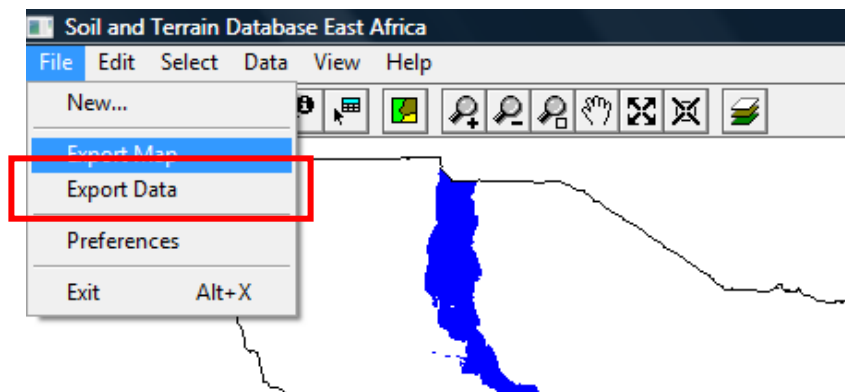 Soil and Terrain Database East Africa
File Edit Select Data View Help
New...
Export Map
Export Data
Preferences
Exit Alt+X